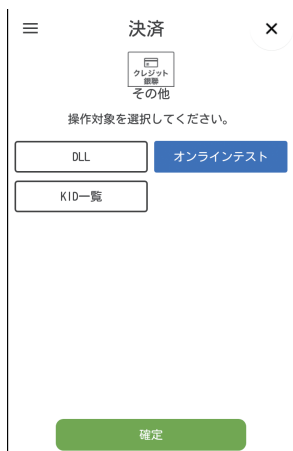 決済
クレジット
銀聯
その他
操作対象を選択してください。
DLL
オンラインテスト
KID一覧
確定